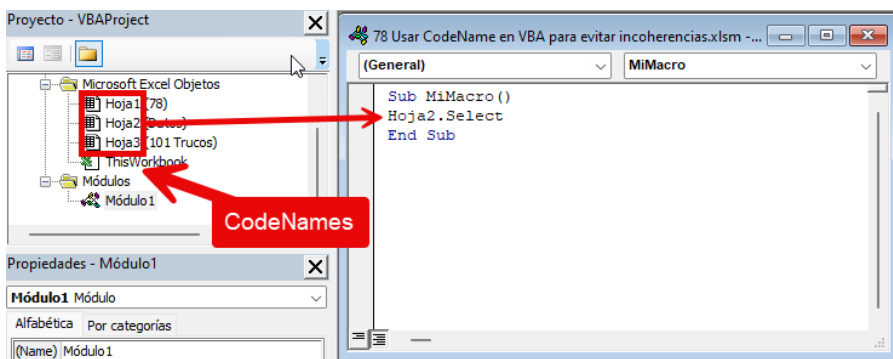 Proyecto - VBAProject
Microsoft Excel Objetos
Hoja1 (78)
Hoja2 (Datos)
Hoja3 (101 Trucos)
ThisWorkbook
Módulos
Módulo1
CodeNames
Propiedades - Módulo1
Módulo1 Módulo
Alfabética Por categorías
(Name) Módulo1
78 Usar CodeName en VBA para evitar incoherencias.xlsm -...
(General) MiMacro
Sub MiMacro()
Hoja2.Select
End Sub